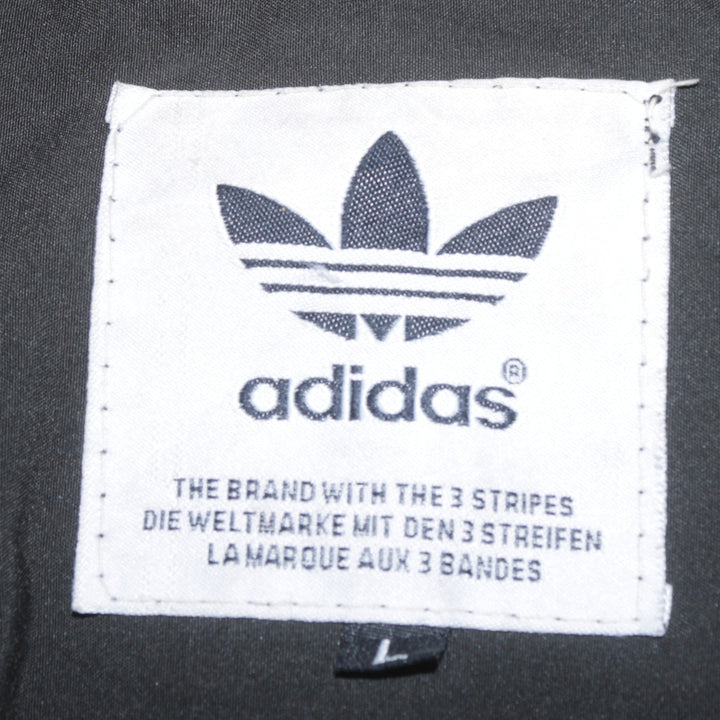 adidas®
THE BRAND WITH THE 3 STRIPES
DIE WELTMARKE MIT DEN 3 STREIFEN
LA MARQUE AUX 3 BANDES
L